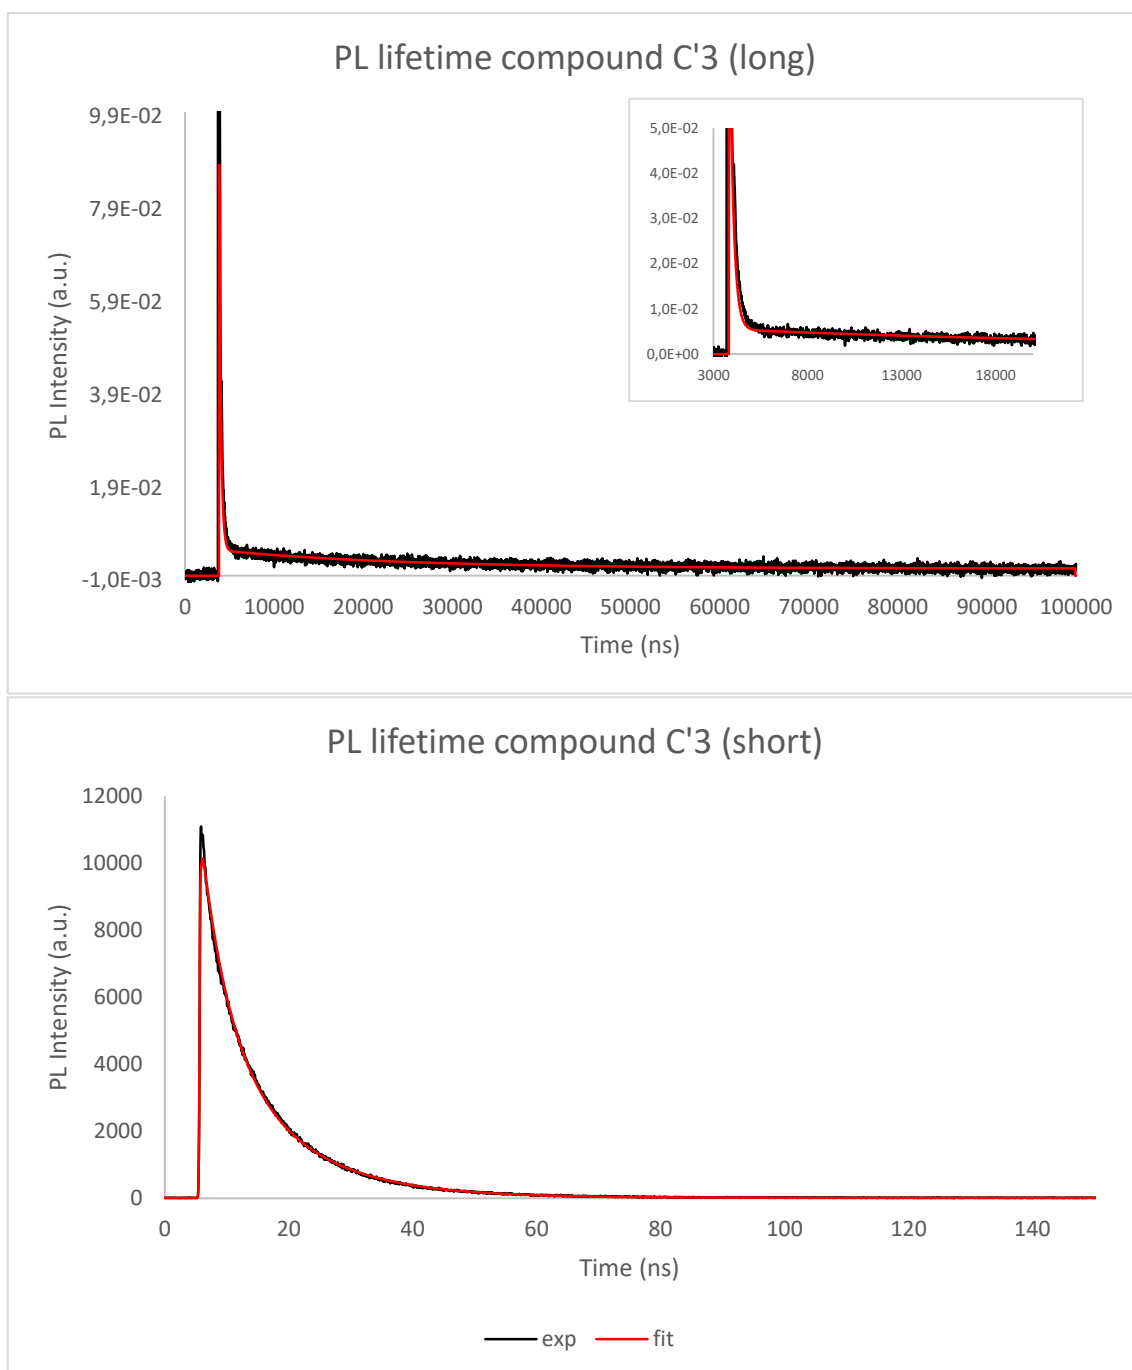 PL lifetime compound C'3 (long)
9,9E-02
7,9E-02
5,9E-02
3,9E-02
1,9E-02
-1,0E-03
PL Intensity (a.u.)
0 10000 20000 30000 40000 50000 60000 70000 80000 90000 100000
Time (ns)
5,0E-02
4,0E-02
3,0E-02
2,0E-02
1,0E-02
0,0E+00
3000 8000 13000 18000
PL lifetime compound C'3 (short)
12000
10000
8000
6000
4000
2000
0
PL Intensity (a.u.)
0 20 40 60 80 100 120 140
Time (ns)
exp fit